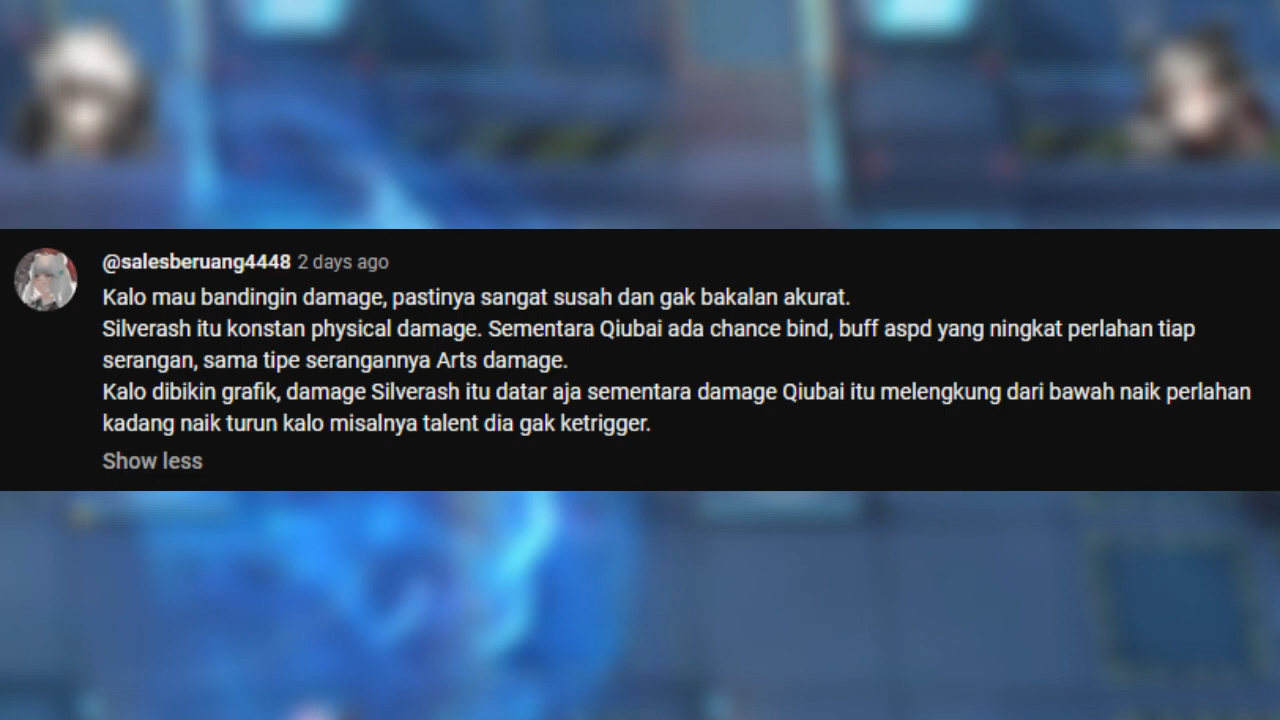 @salesberuang4448 2 days ago
Kalo mau bandingin damage, pastinya sangat susah dan gak bakalan akurat.
Silverash itu konstan physical damage. Sementara Qiubai ada chance bind, buff aspd yang ningkat perlahan tiap
serangan, sama tipe serangannya Arts damage.
Kalo dibikin grafik, damage Silverash itu datar aja sementara damage Qiubai itu melengkung dari bawah naik perlahan
kadang naik turun kalo misalnya talent dia gak ketrigger.
Show less